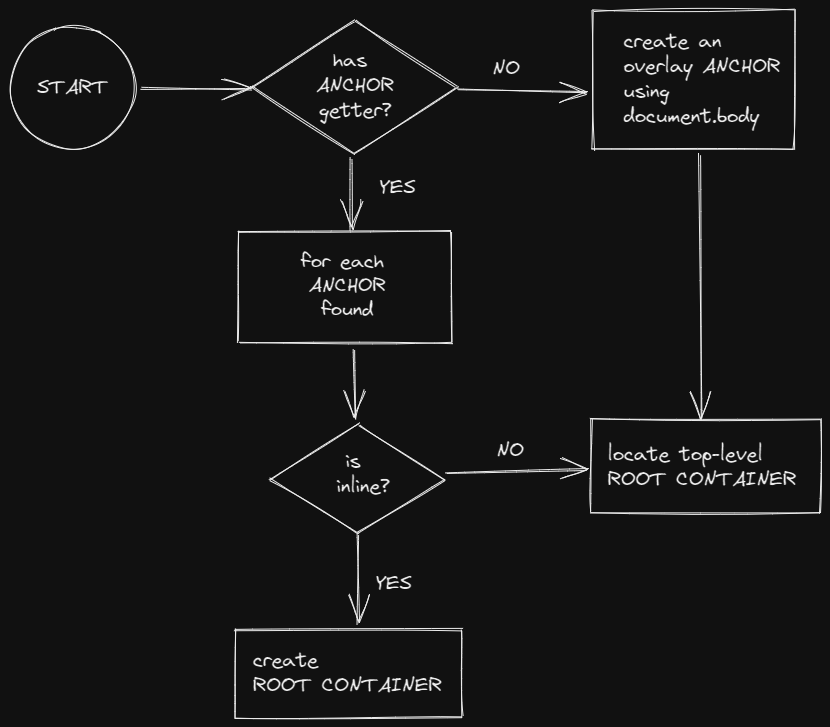 START
has
ANCHOR
getter?
NO
create an
overlay ANCHOR
using
document.body
YES
for each
ANCHOR
found
is
inline?
NO
locate top-level
ROOT CONTAINER
YES
create
ROOT CONTAINER